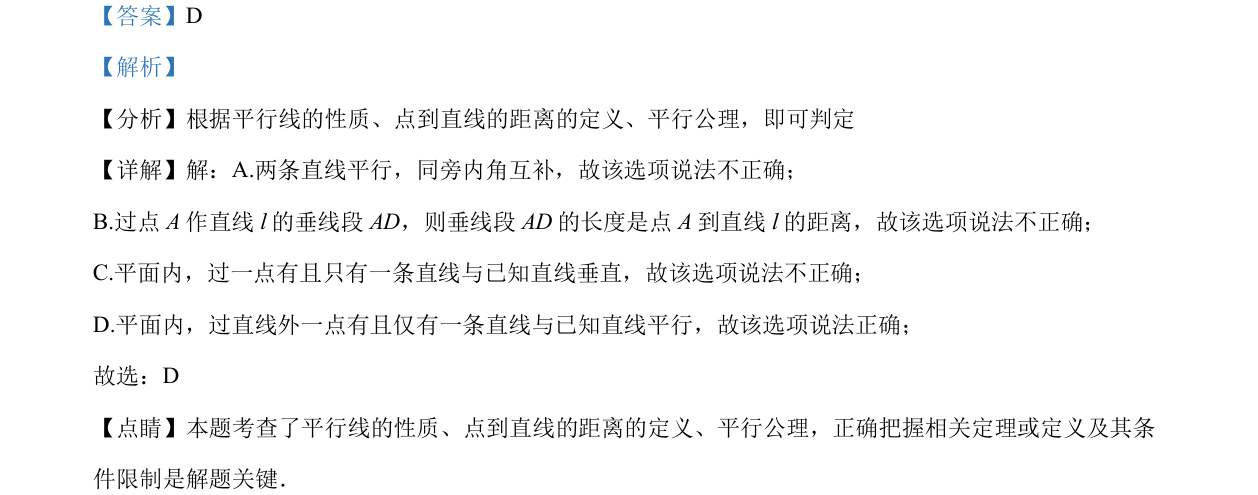 【答案】D
【解析】
【分析】根据平行线的性质、点到直线的距离的定义、平行公理，即可判定
【详解】解：A.两条直线平行，同旁内角互补，故该选项说法不正确；
B.过点 A 作直线 l 的垂线段 AD，则垂线段 AD 的长度是点 A 到直线 l 的距离，故该选项说法不正确；
C.平面内，过一点有且只有一条直线与已知直线垂直，故该选项说法不正确；
D.平面内，过直线外一点有且仅有一条直线与已知直线平行，故该选项说法正确；
故选：D
【点睛】本题考查了平行线的性质、点到直线的距离的定义、平行公理，正确把握相关定理或定义及其条
件限制是解题关键．